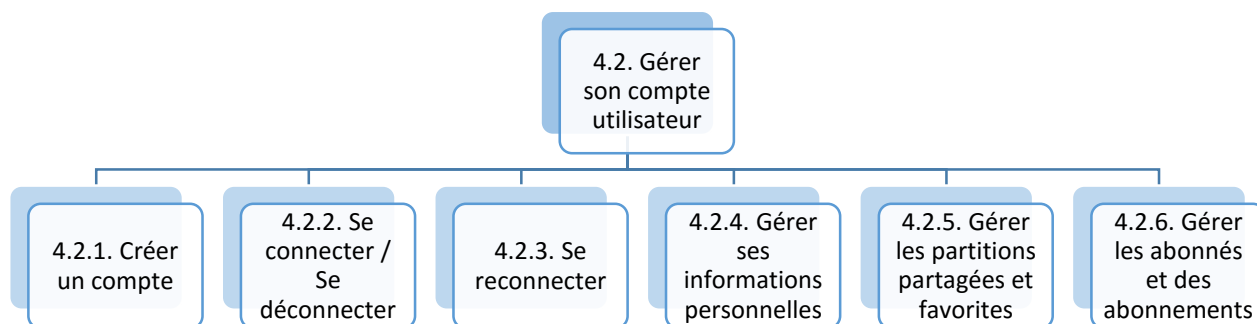 4.2. Gérer
son compte
utilisateur
4.2.1. Créer
un compte
4.2.2. Se
connecter /
Se
déconnecter
4.2.3. Se
reconnecter
4.2.4. Gérer
ses
informations
personnelles
4.2.5. Gérer
les partitions
partagées et
favorites
4.2.6. Gérer
les abonnés
et des
abonnements